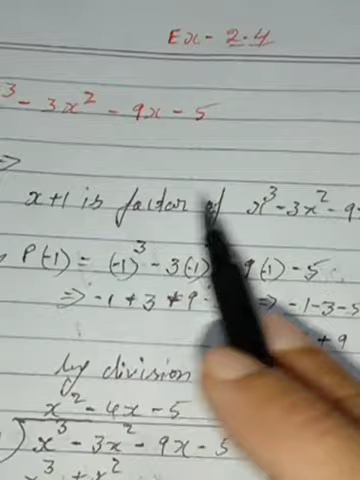 Ex - 2.4
³ - 3x² - 9x - 5
⇒
x+1 is factor of x³ - 3x² - 9
P(-1) = (-1)³ - 3(-1) 9(-1) - 5
⇒ -1 + 3 + 9 ⇒ -1 - 3 - 5
+ 9
by division
x² - 4x - 5
) x³ - 3x² - 9x - 5
x³ + x²